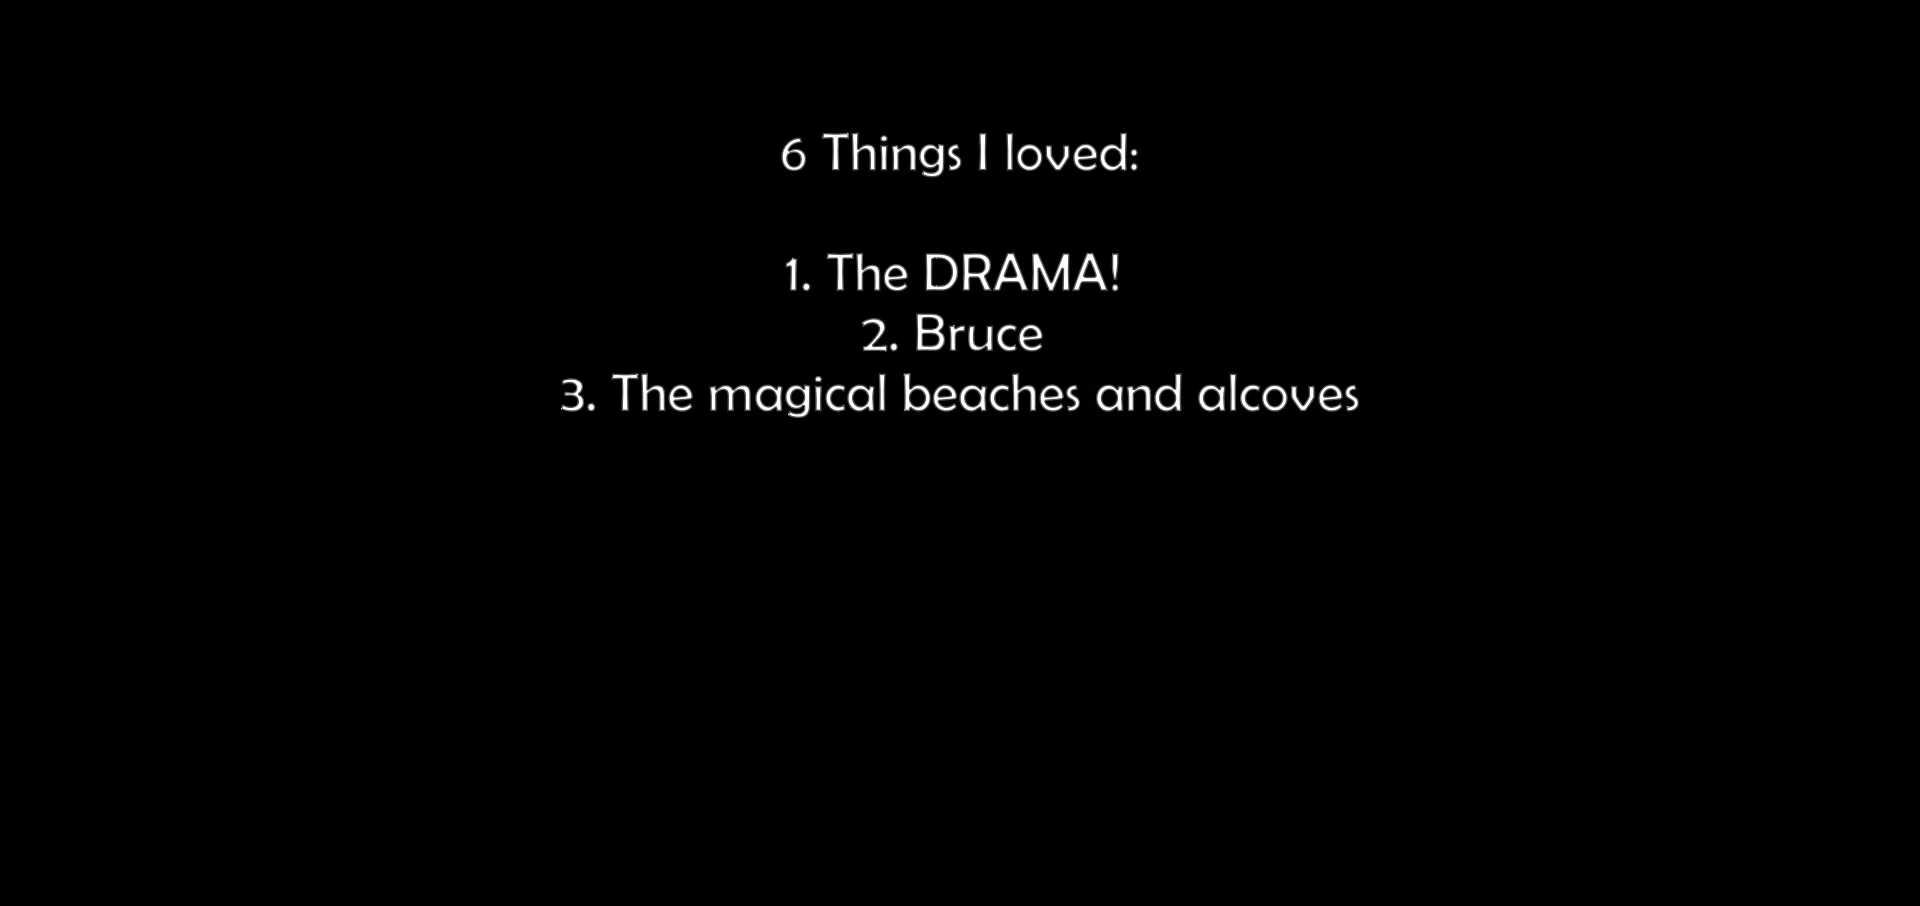 6 Things I loved:
1. The DRAMA!
2. Bruce
3. The magical beaches and alcoves